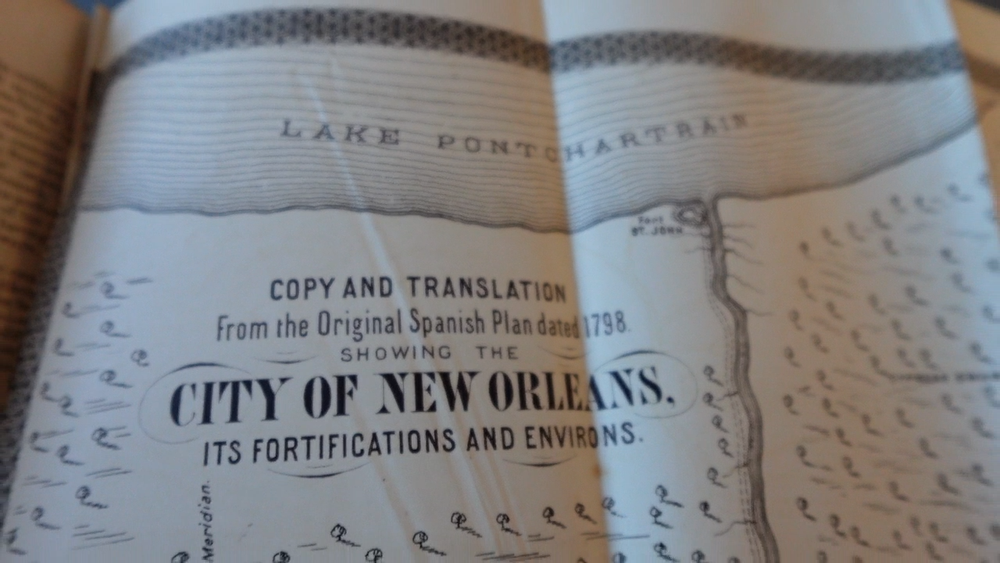 LAKE PONTCHARTRAIN
FORT
ST. JOHN
COPY AND TRANSLATION
From the Original Spanish Plan dated 1798.
SHOWING THE
CITY OF NEW ORLEANS,
ITS FORTIFICATIONS AND ENVIRONS.
Meridian.